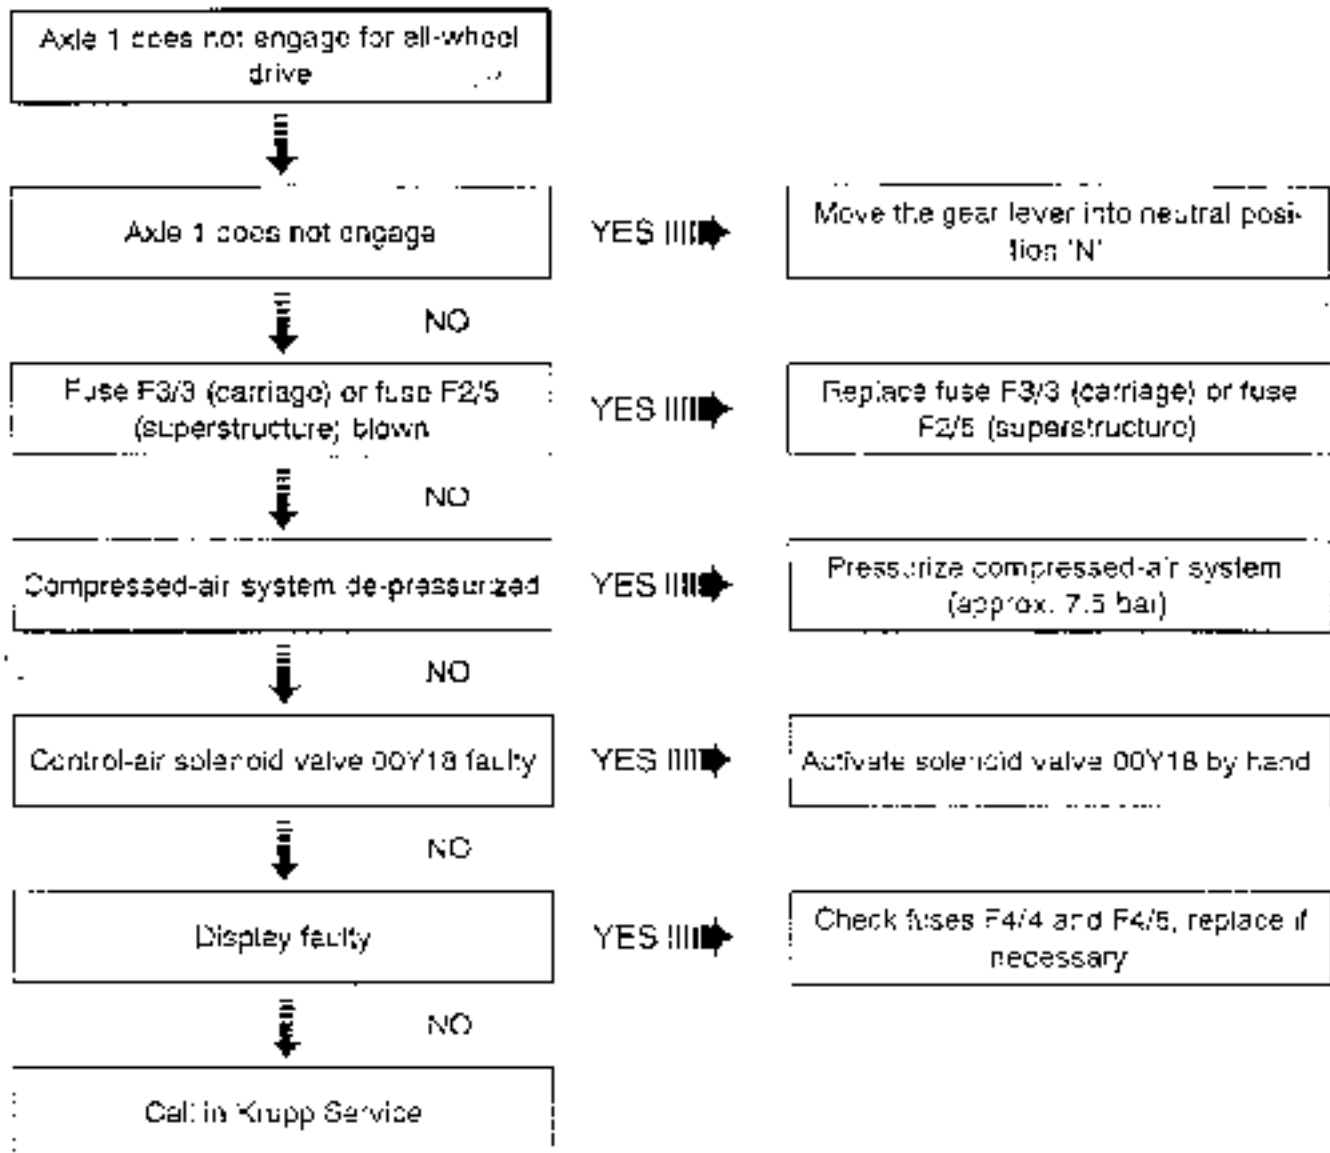 Axle 1 does not engage for all-wheel
drive
Axle 1 does not engage
YES
Move the gear lever into neutral posi-
tion 'N'
NO
Fuse F3/3 (carriage) or fuse F2/5
(superstructure) blown
YES
Replace fuse F3/3 (carriage) or fuse
F2/5 (superstructure)
NO
Compressed-air system de-pressurized
YES
Pressurize compressed-air system
(approx. 7.5 bar)
NO
Control-air solenoid valve 00Y18 faulty
YES
Activate solenoid valve 00Y18 by hand
NO
Display faulty
YES
Check fuses F4/4 and F4/5, replace if
necessary
NO
Call in Krupp Service